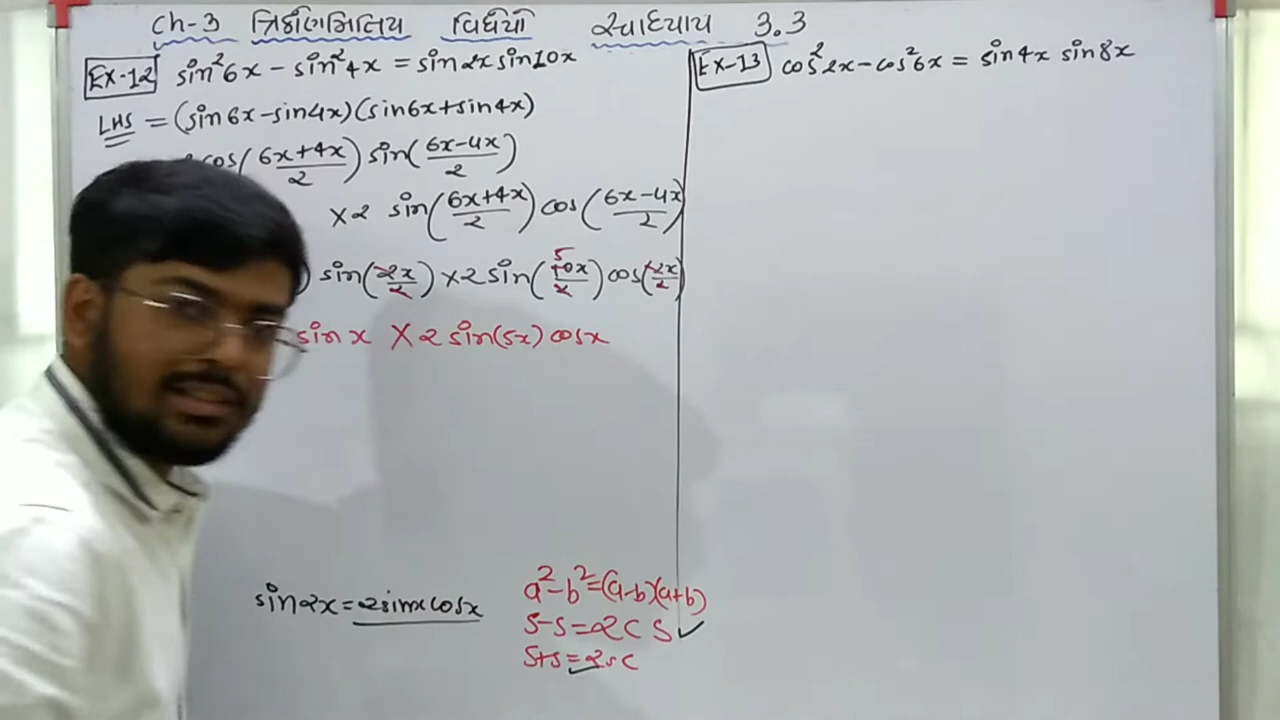 Ch-3 ત્રિકોણમિતિય વિધેયો સ્વાધ્યાય 3.3
EX-12 sin²6x - sin²4x = sin2x sin10x
LHS = (sin6x - sin4x)(sin6x + sin4x)
cos(6x+4x/2) sin(6x-4x/2)
×2 sin(6x+4x/2) cos(6x-4x/2)
) sin(2x/2) ×2 sin(10x/2) cos(2x/2)
5
sin x × 2 sin(5x) cosx
sin2x = 2sinx cosx
a²-b² = (a-b)(a+b)
S-S = 2CS ✓
S+S = 2SC
EX-13 cos²2x - cos²6x = sin4x sin8x